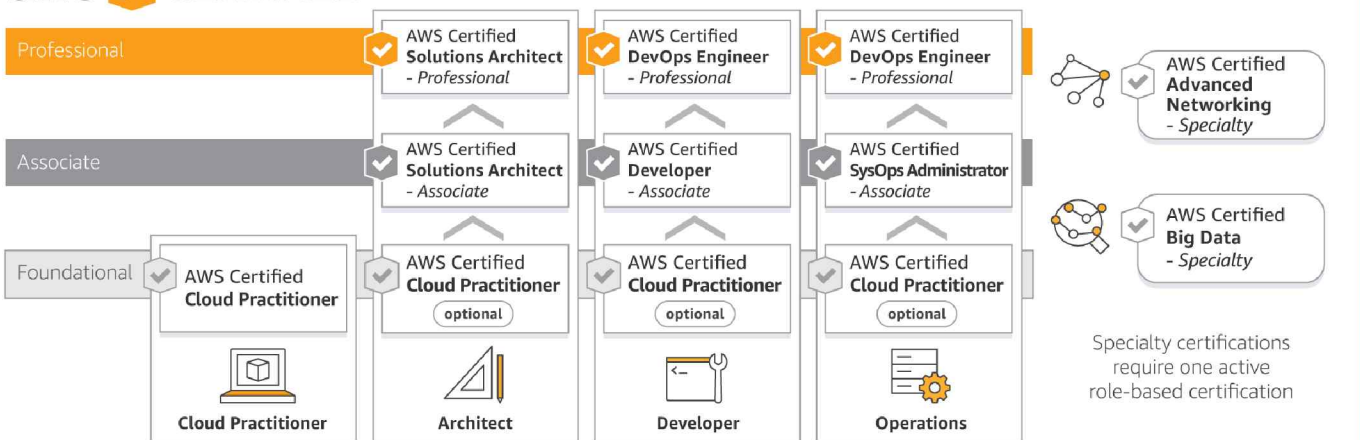 Professional
AWS Certified
Solutions Architect
- Professional
AWS Certified
DevOps Engineer
- Professional
AWS Certified
DevOps Engineer
- Professional
Associate
AWS Certified
Solutions Architect
- Associate
AWS Certified
Developer
- Associate
AWS Certified
SysOps Administrator
- Associate
Foundational
AWS Certified
Cloud Practitioner
AWS Certified
Cloud Practitioner
optional
AWS Certified
Cloud Practitioner
optional
AWS Certified
Cloud Practitioner
optional
Cloud Practitioner
Architect
Developer
Operations
AWS Certified
Advanced
Networking
- Specialty
AWS Certified
Big Data
- Specialty
Specialty certifications
require one active
role-based certification